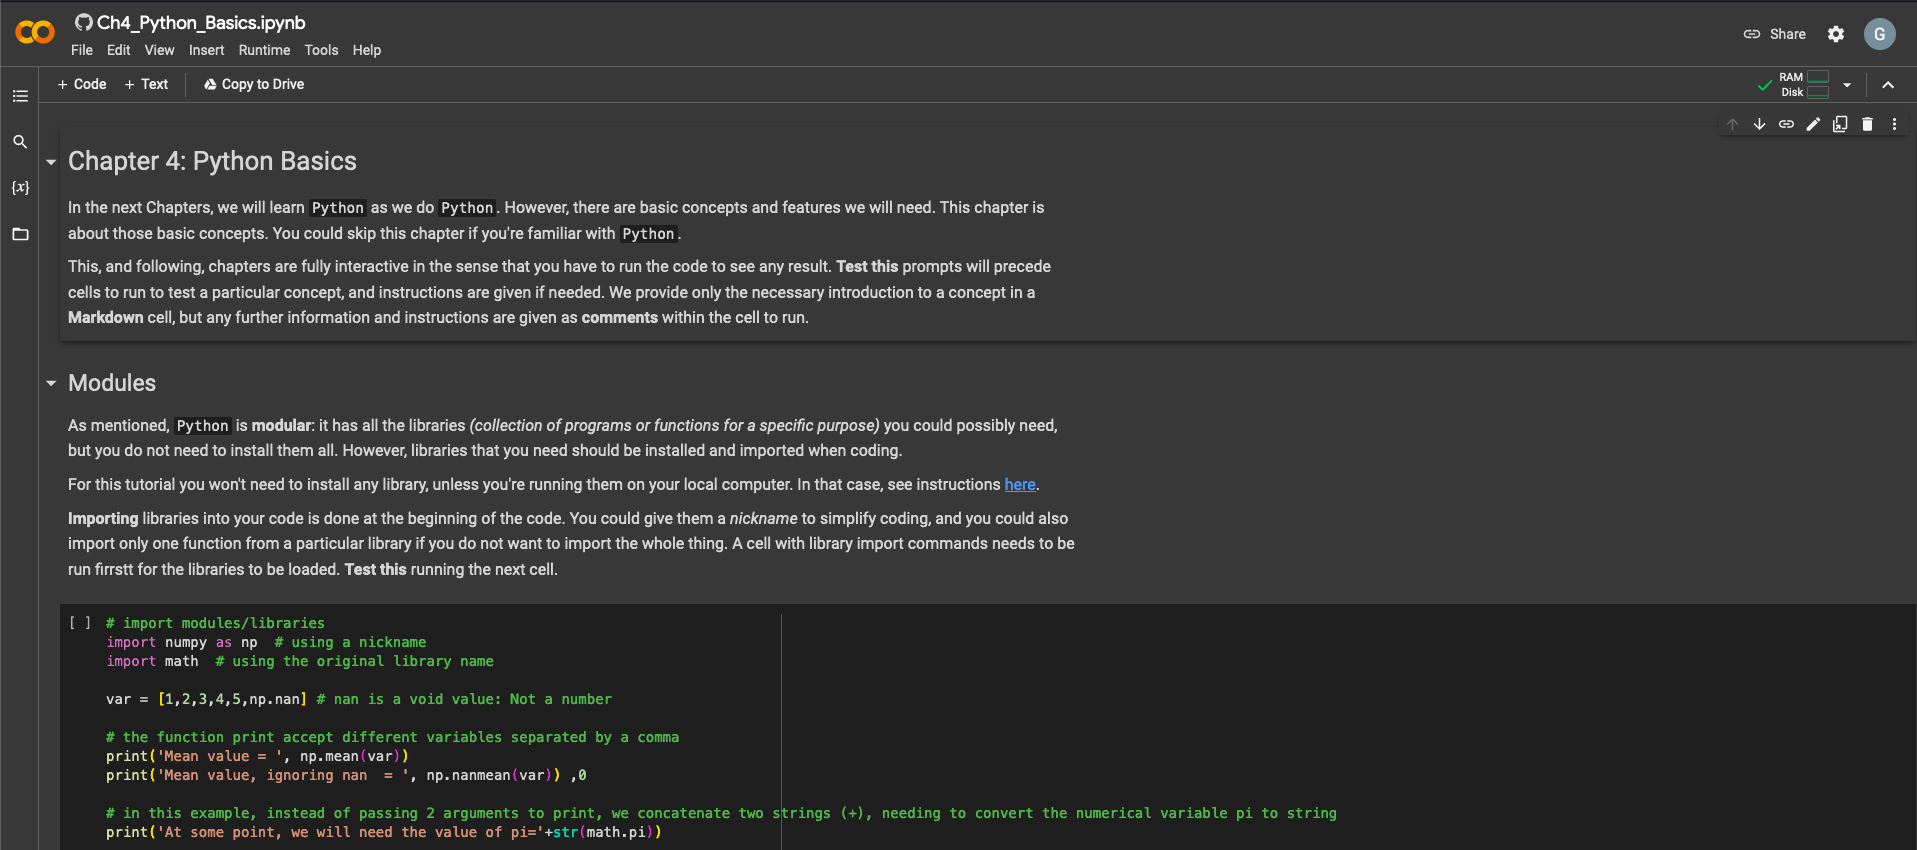 Ch4_Python_Basics.ipynb
File Edit View Insert Runtime Tools Help
Share
G
+ Code + Text Copy to Drive
RAM
Disk
{x}
Chapter 4: Python Basics
In the next Chapters, we will learn Python as we do Python. However, there are basic concepts and features we will need. This chapter is
about those basic concepts. You could skip this chapter if you're familiar with Python.
This, and following, chapters are fully interactive in the sense that you have to run the code to see any result. Test this prompts will precede
cells to run to test a particular concept, and instructions are given if needed. We provide only the necessary introduction to a concept in a
Markdown cell, but any further information and instructions are given as comments within the cell to run.
Modules
As mentioned, Python is modular: it has all the libraries (collection of programs or functions for a specific purpose) you could possibly need,
but you do not need to install them all. However, libraries that you need should be installed and imported when coding.
For this tutorial you won't need to install any library, unless you're running them on your local computer. In that case, see instructions here.
Importing libraries into your code is done at the beginning of the code. You could give them a nickname to simplify coding, and you could also
import only one function from a particular library if you do not want to import the whole thing. A cell with library import commands needs to be
run firrstt for the libraries to be loaded. Test this running the next cell.
[ ] # import modules/libraries
import numpy as np  # using a nickname
import math  # using the original library name
var = [1,2,3,4,5,np.nan] # nan is a void value: Not a number
# the function print accept different variables separated by a comma
print('Mean value = ', np.mean(var))
print('Mean value, ignoring nan  = ', np.nanmean(var)) ,0
# in this example, instead of passing 2 arguments to print, we concatenate two strings (+), needing to convert the numerical variable pi to string
print('At some point, we will need the value of pi='+str(math.pi))